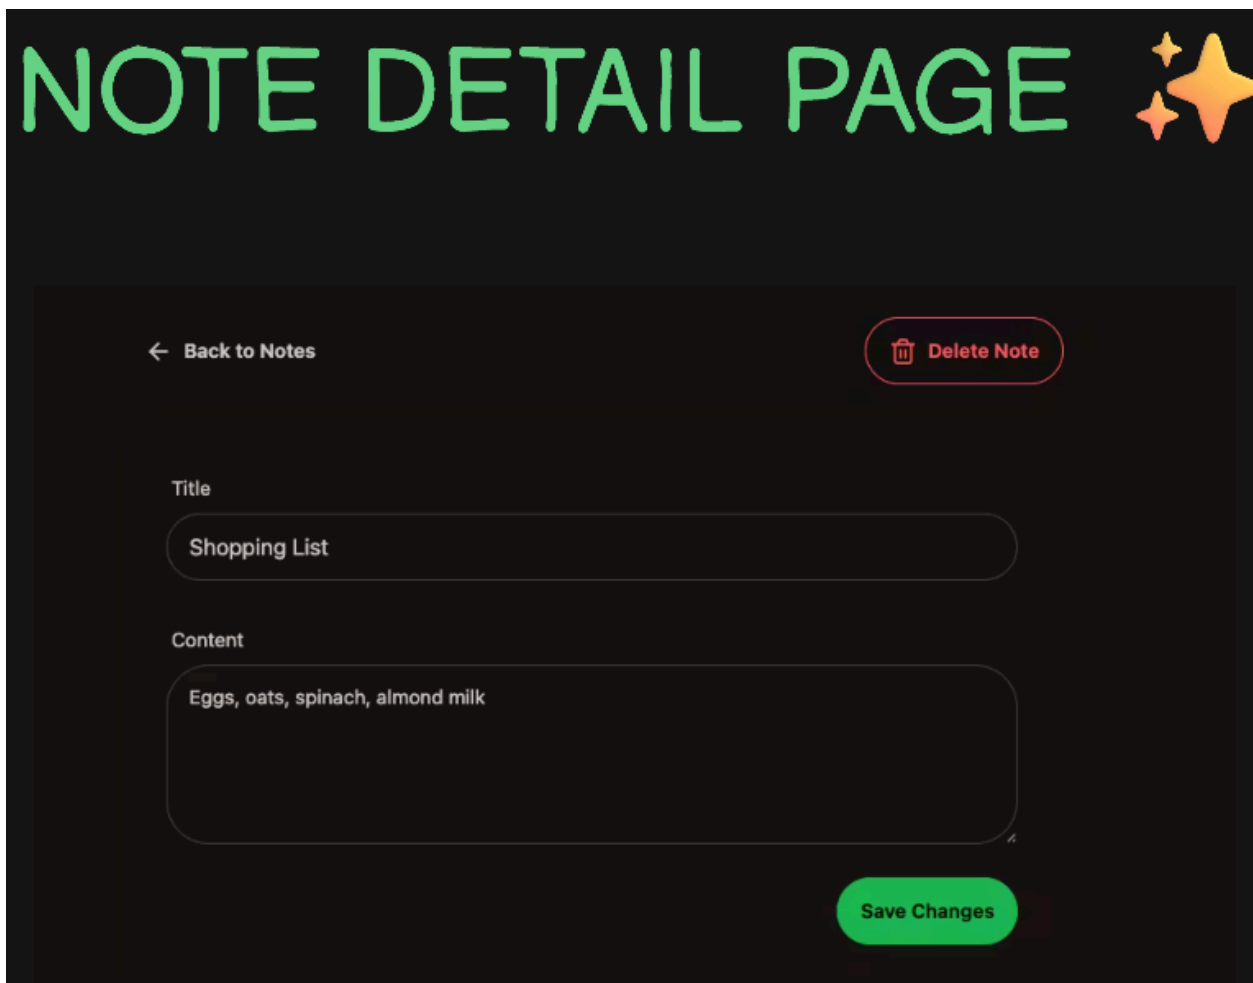 NOTE DETAIL PAGE ✨
← Back to Notes
Delete Note
Title
Shopping List
Content
Eggs, oats, spinach, almond milk
Save Changes